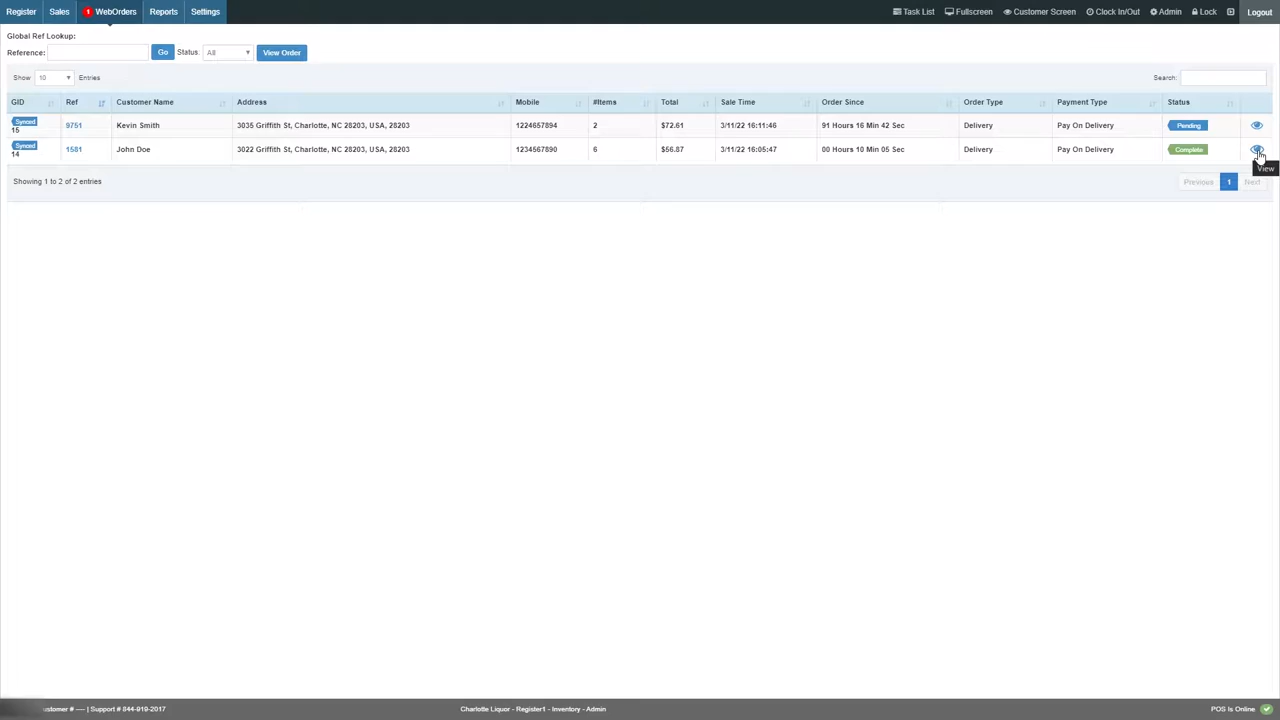 Register Sales 1 WebOrders Reports Settings Task List Fullscreen Customer Screen Clock In/Out Admin Lock Logout
Global Ref Lookup:
Reference: Go Status: All View Order
Show 10 Entries Search:
GID Ref Customer Name Address Mobile #Items Total Sale Time Order Since Order Type Payment Type Status
Synced
15 9751 Kevin Smith 3035 Griffith St, Charlotte, NC 28203, USA, 28203 1224657894 2 $72.61 3/11/22 16:11:46 91 Hours 16 Min 42 Sec Delivery Pay On Delivery Pending
Synced
14 1581 John Doe 3022 Griffith St, Charlotte, NC 28203, USA, 28203 1234567890 6 $56.87 3/11/22 16:05:47 00 Hours 10 Min 05 Sec Delivery Pay On Delivery Complete
View
Showing 1 to 2 of 2 entries Previous 1 Next
ustomer # ---- | Support # 844-919-2017 Charlotte Liquor - Register1 - Inventory - Admin POS Is Online